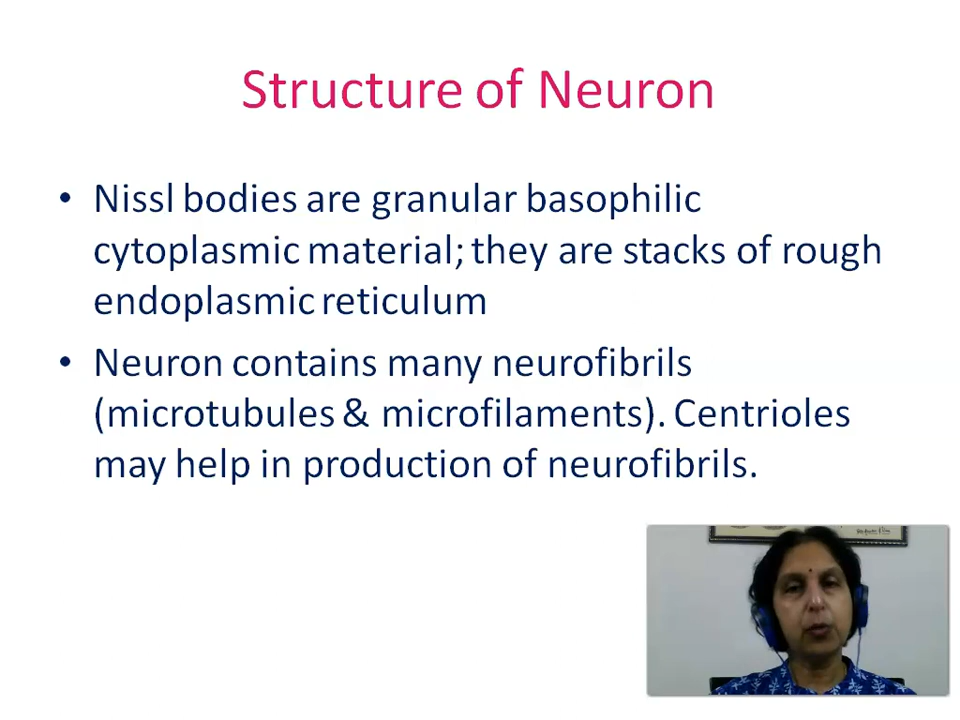 Structure of Neuron
• Nissl bodies are granular basophilic
cytoplasmic material; they are stacks of rough
endoplasmic reticulum
• Neuron contains many neurofibrils
(microtubules & microfilaments). Centrioles
may help in production of neurofibrils.